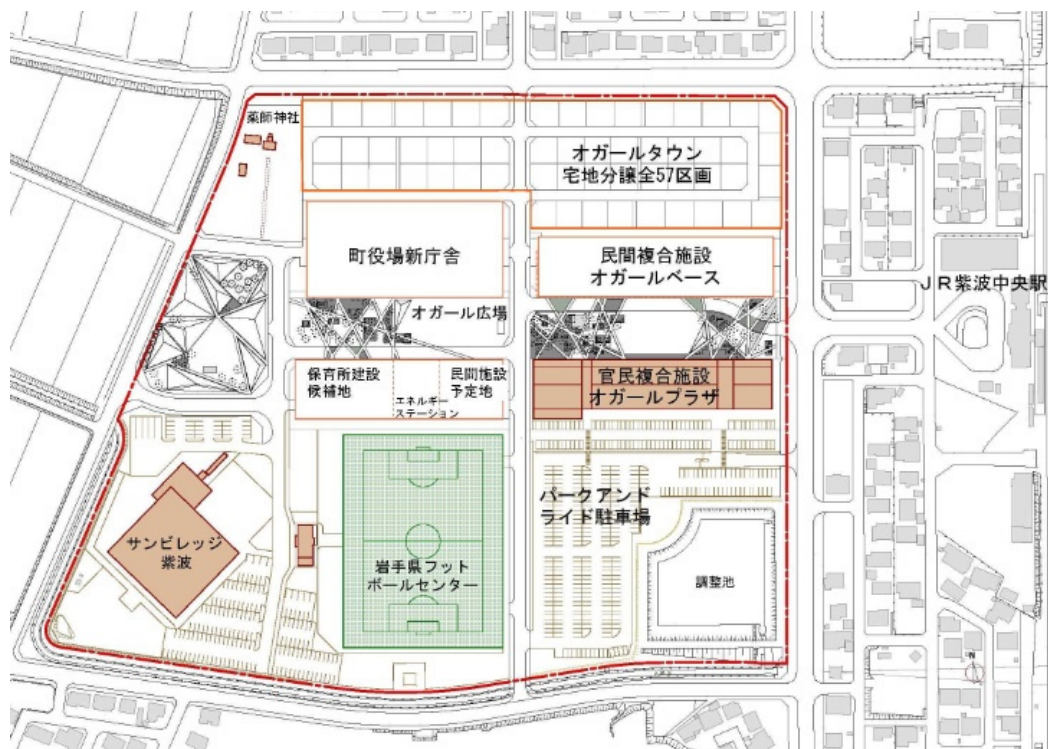 薬師神社
オガールタウン
宅地分譲全57区画
町役場新庁舎
民間複合施設
オガールベース
JR紫波中央駅
オガール広場
保育所建設
候補地
エネルギー
ステーション
民間施設
予定地
官民複合施設
オガールプラザ
パークアンド
ライド駐車場
サンビレッジ
紫波
岩手県フット
ボールセンター
調整池
N